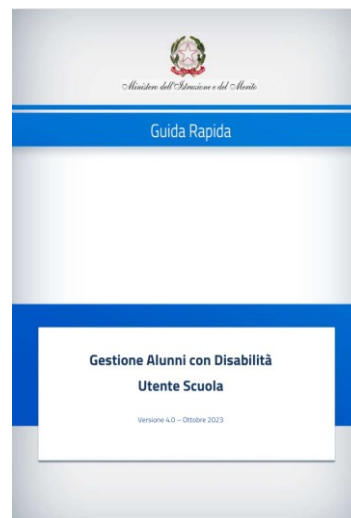 Ministero dell'Istruzione e del Merito
Guida Rapida
Gestione Alunni con Disabilità
Utente Scuola
Versione 4.0 – Ottobre 2023